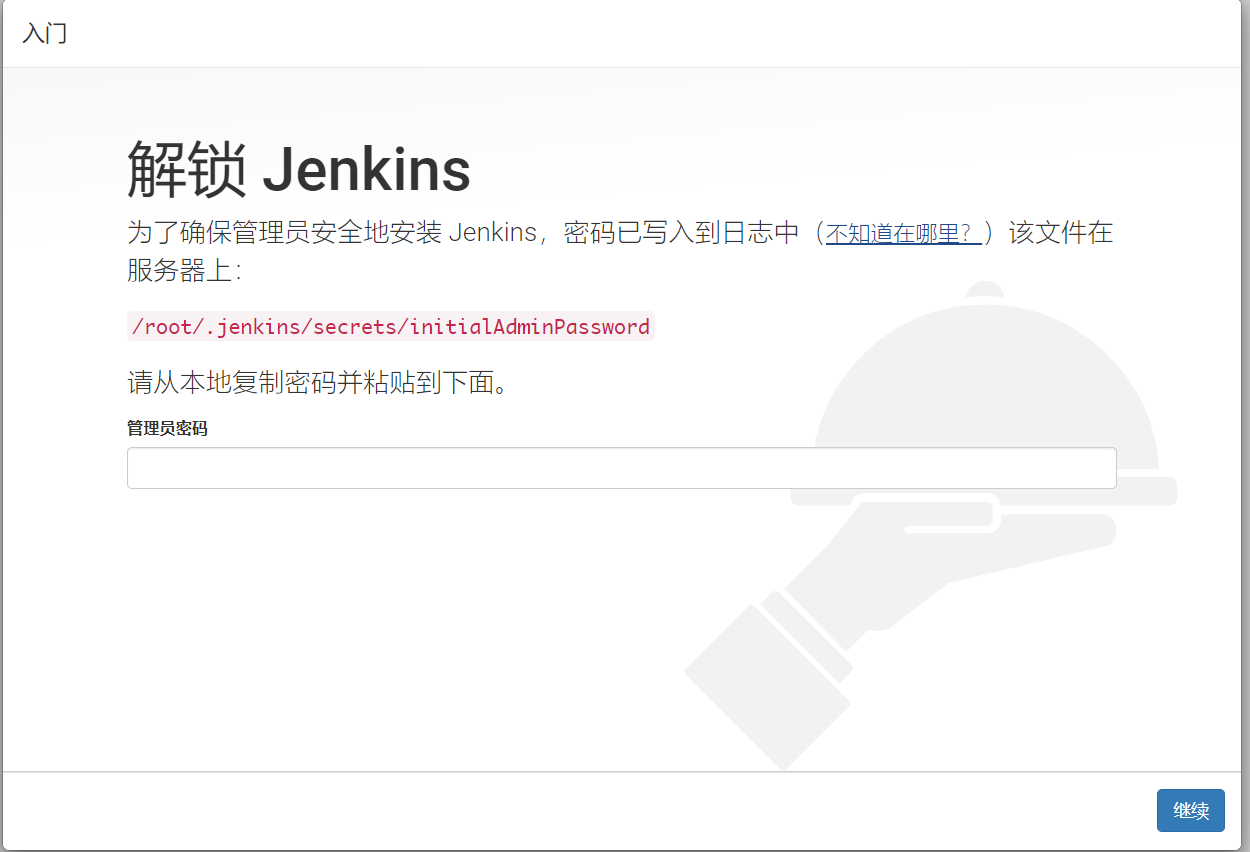 入门
解锁 Jenkins
为了确保管理员安全地安装 Jenkins，密码已写入到日志中（不知道在哪里？）该文件在
服务器上：
/root/.jenkins/secrets/initialAdminPassword
请从本地复制密码并粘贴到下面。
管理员密码
继续